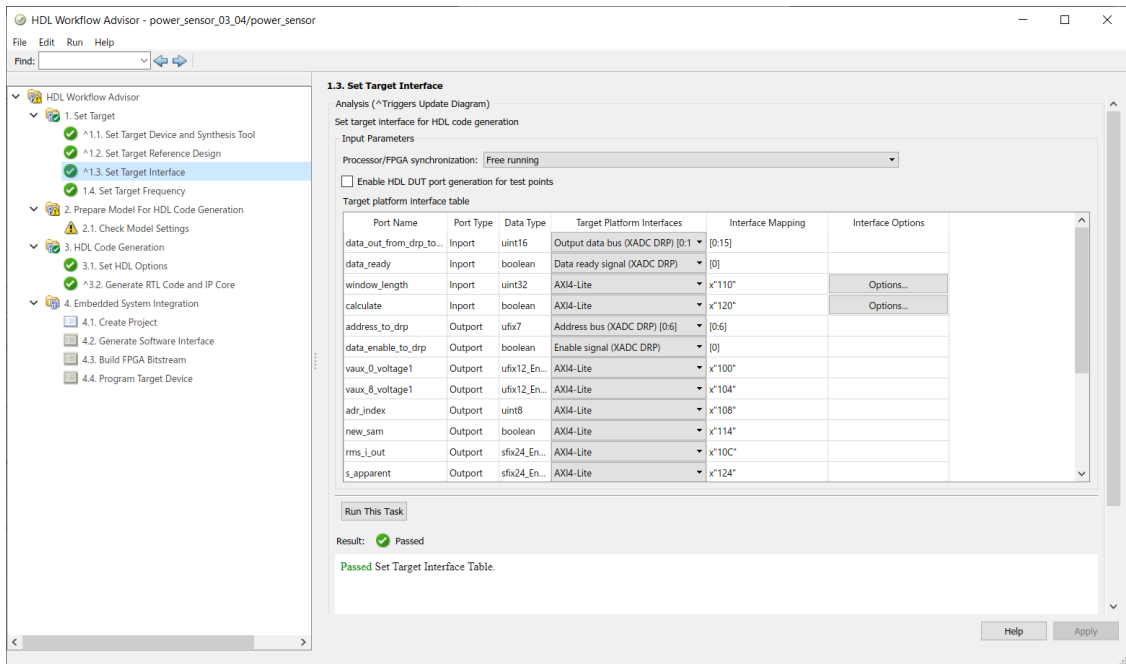 HDL Workflow Advisor - power_sensor_03_04/power_sensor
File Edit Run Help
Find:
HDL Workflow Advisor
1. Set Target
^1.1. Set Target Device and Synthesis Tool
^1.2. Set Target Reference Design
^1.3. Set Target Interface
1.4. Set Target Frequency
2. Prepare Model For HDL Code Generation
2.1. Check Model Settings
3. HDL Code Generation
3.1. Set HDL Options
^3.2. Generate RTL Code and IP Core
4. Embedded System Integration
4.1. Create Project
4.2. Generate Software Interface
4.3. Build FPGA Bitstream
4.4. Program Target Device
1.3. Set Target Interface
Analysis (^Triggers Update Diagram)
Set target interface for HDL code generation
Input Parameters
Processor/FPGA synchronization: Free running
Enable HDL DUT port generation for test points
Target platform interface table
Port Name Port Type Data Type Target Platform Interfaces Interface Mapping Interface Options
data_out_from_drp_to... Inport uint16 Output data bus (XADC DRP) [0:1 [0:15]
data_ready Inport boolean Data ready signal (XADC DRP) [0]
window_length Inport uint32 AXI4-Lite x"110" Options...
calculate Inport boolean AXI4-Lite x"120" Options...
address_to_drp Outport ufix7 Address bus (XADC DRP) [0:6] [0:6]
data_enable_to_drp Outport boolean Enable signal (XADC DRP) [0]
vaux_0_voltage1 Outport ufix12_En... AXI4-Lite x"100"
vaux_8_voltage1 Outport ufix12_En... AXI4-Lite x"104"
adr_index Outport uint8 AXI4-Lite x"108"
new_sam Outport boolean AXI4-Lite x"114"
rms_i_out Outport sfix24_En... AXI4-Lite x"10C"
s_apparent Outport sfix24_En... AXI4-Lite x"124"
Run This Task
Result: Passed
Passed Set Target Interface Table.
Help Apply